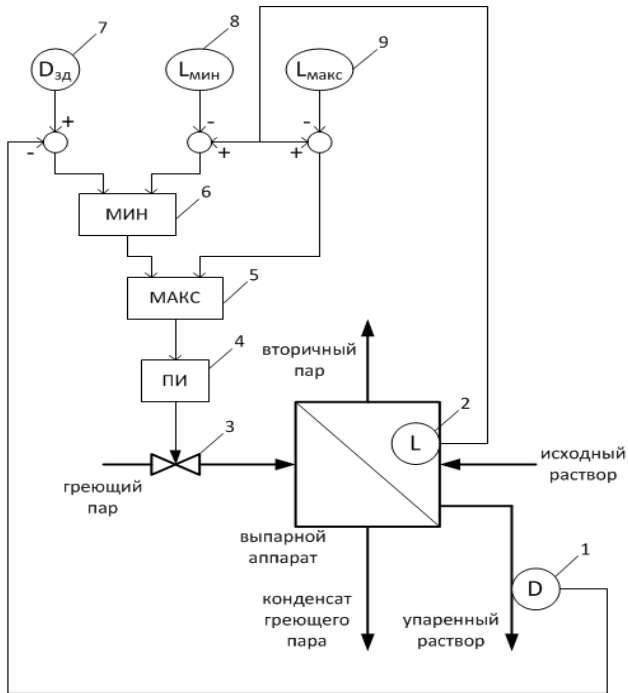 7
8
9
Dзд
Lмин
Lмакс
+
-
-
-
+
+
МИН
6
МАКС
5
4
ПИ
вторичный
пар
3
2
L
греющий
пар
исходный
раствор
выпарной
аппарат
1
D
конденсат
греющего
пара
упаренный
раствор